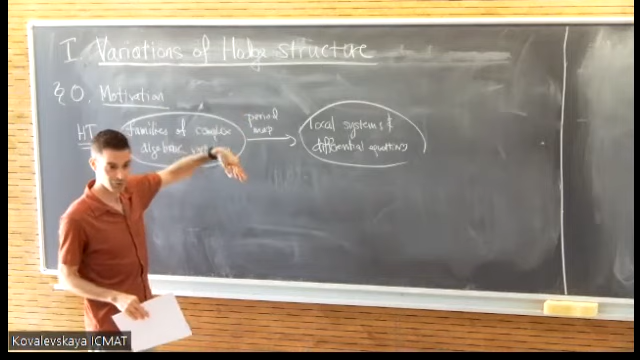 I Variations of Hodge structure
§ 0. Motivation
HT
families of complex
algebraic
period
map
local systems &
differential equations
Kovalevskaya ICMAT